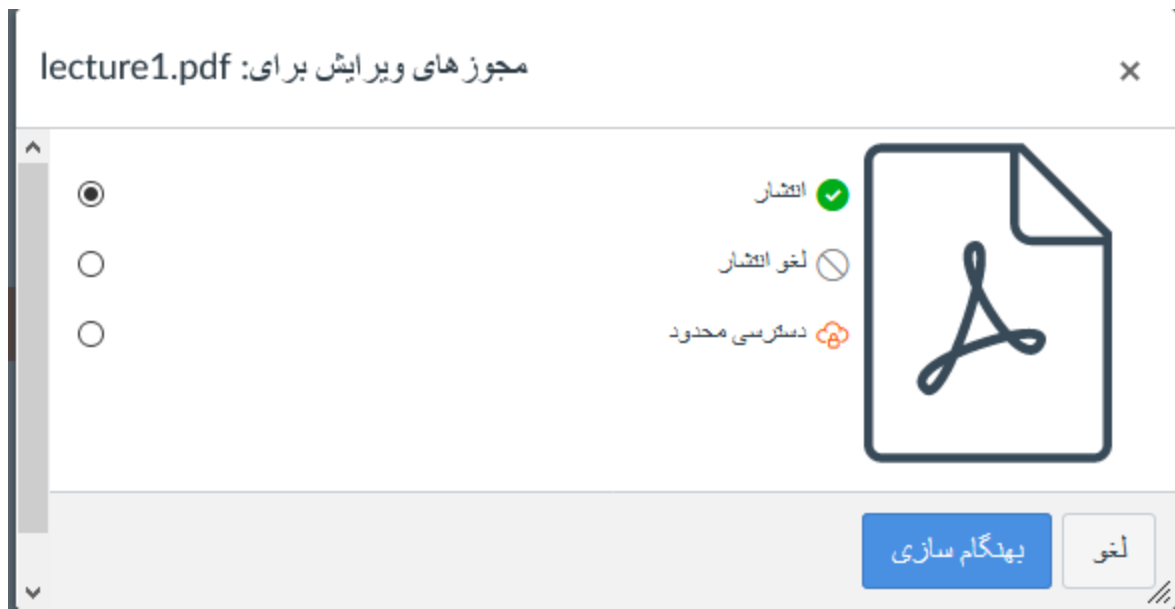 مجوزهای ویرایش برای: lecture1.pdf
انتشار
لغو انتشار
دسترسی محدود
لغو
بهنگام سازی